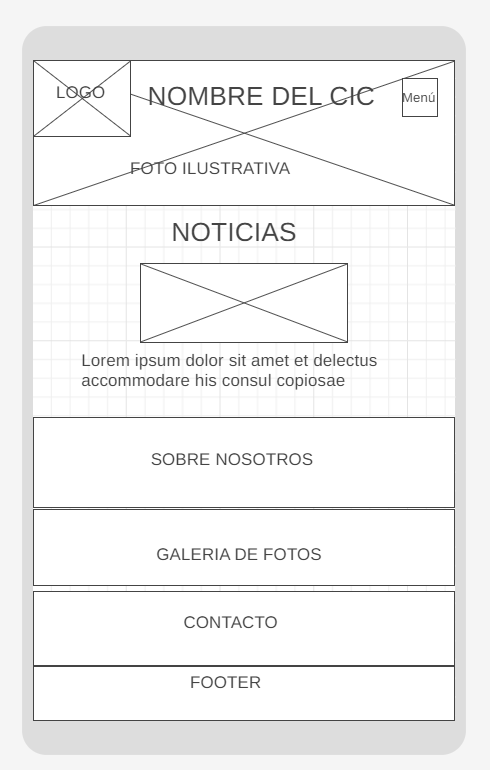 LOGO
NOMBRE DEL CIC
Menú
FOTO ILUSTRATIVA
NOTICIAS
Lorem ipsum dolor sit amet et delectus
accommodare his consul copiosae
SOBRE NOSOTROS
GALERIA DE FOTOS
CONTACTO
FOOTER